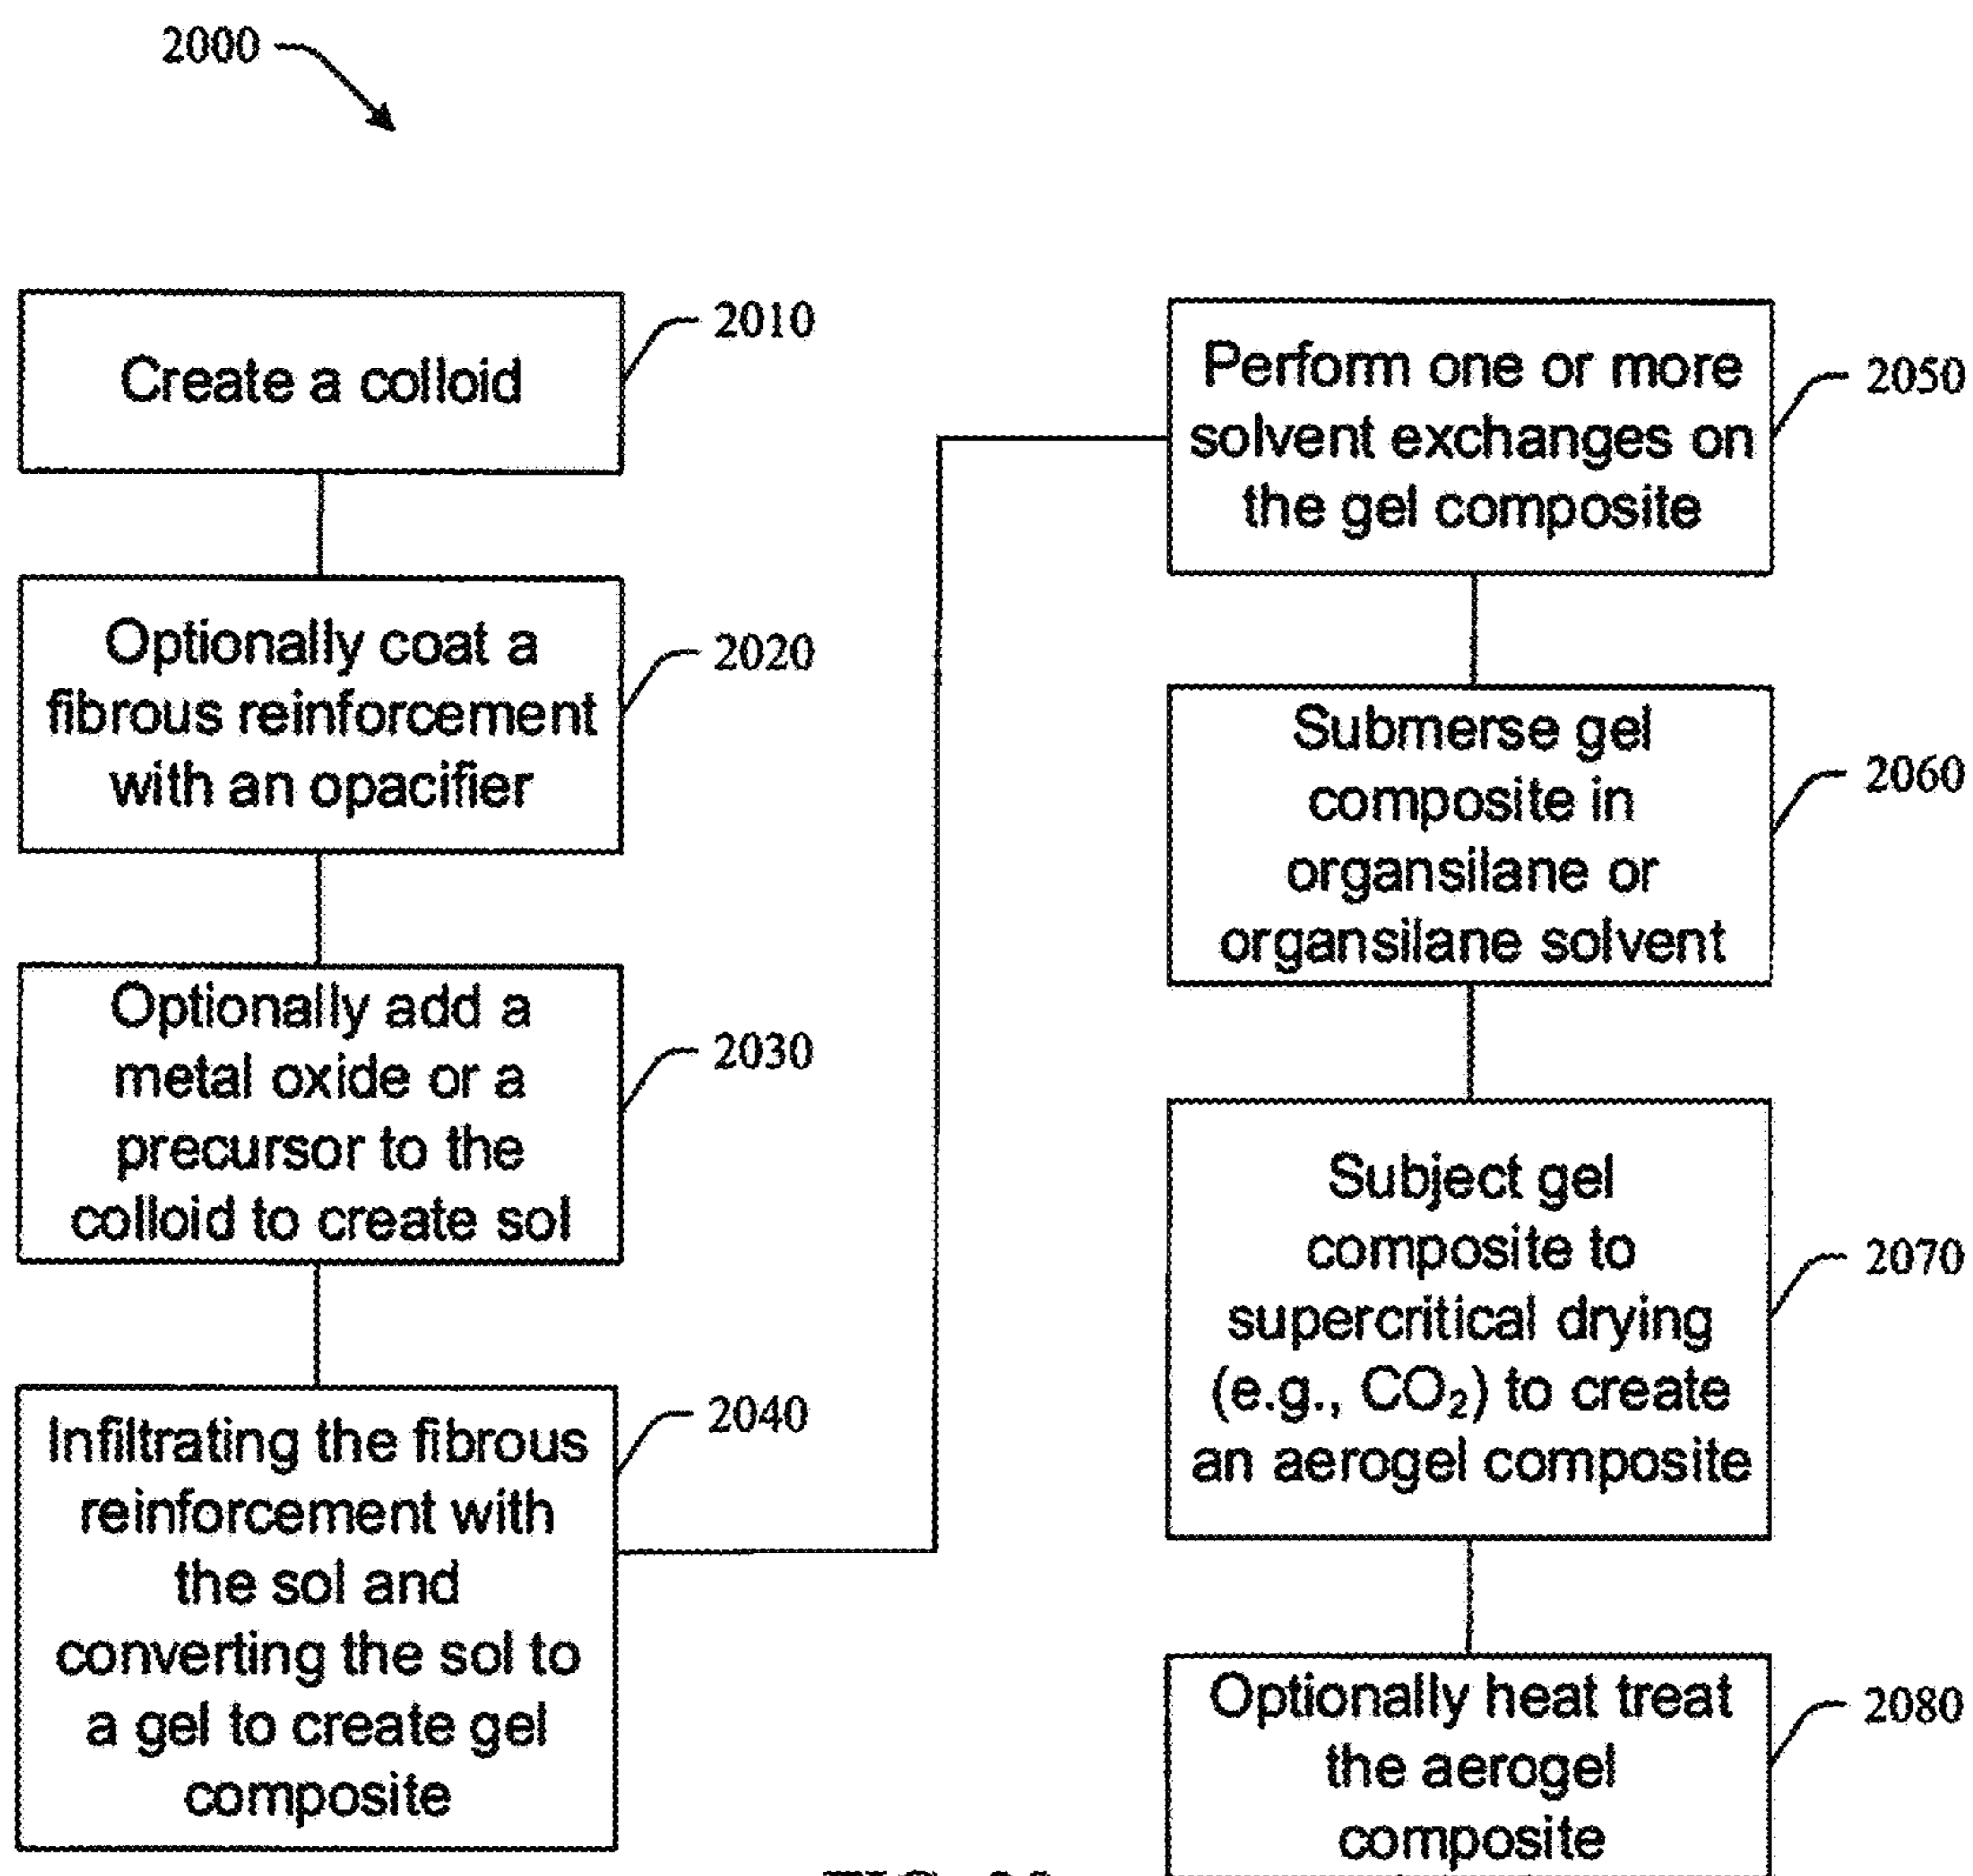 2000
Create a colloid
2010
Optionally coat a
fibrous reinforcement
with an opacifier
2020
Optionally add a
metal oxide or a
precursor to the
colloid to create sol
2030
Infiltrating the fibrous
reinforcement with
the sol and
converting the sol to
a gel to create gel
composite
2040
Perform one or more
solvent exchanges on
the gel composite
2050
Submerse gel
composite in
organsilane or
organsilane solvent
2060
Subject gel
composite to
supercritical drying
(e.g., CO₂) to create
an aerogel composite
2070
Optionally heat treat
the aerogel
composite
2080